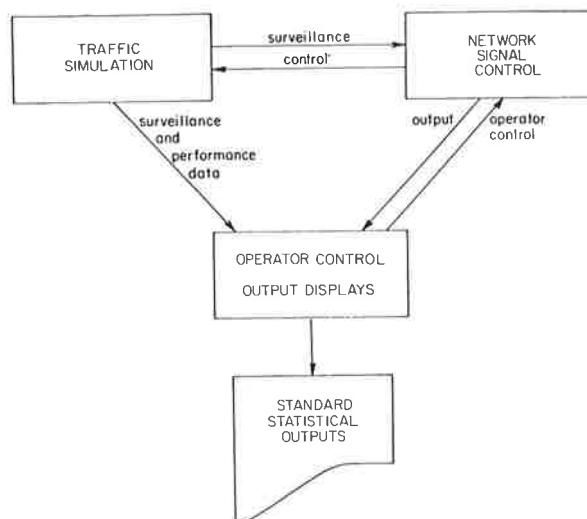 TRAFFIC
SIMULATION
surveillance
control
NETWORK
SIGNAL
CONTROL
surveillance
and
performance
data
output
operator
control
OPERATOR CONTROL
OUTPUT DISPLAYS
STANDARD
STATISTICAL
OUTPUTS